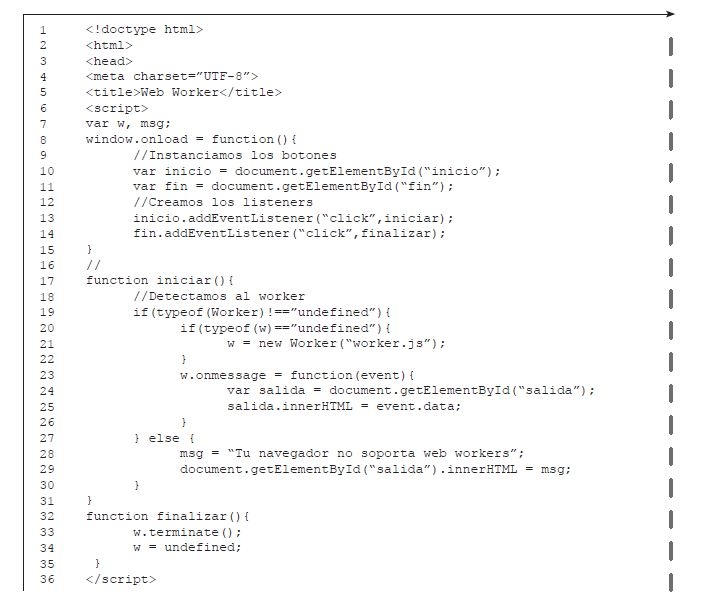 1 <!doctype html>
2 <html>
3 <head>
4 <meta charset=”UTF-8”>
5 <title>Web Worker</title>
6 <script>
7 var w, msg;
8 window.onload = function(){
9 //Instanciamos los botones
10 var inicio = document.getElementById(“inicio”);
11 var fin = document.getElementById(“fin”);
12 //Creamos los listeners
13 inicio.addEventListener(“click”,iniciar);
14 fin.addEventListener(“click”,finalizar);
15 }
16 //
17 function iniciar(){
18 //Detectamos al worker
19 if(typeof(Worker)!==”undefined”){
20 if(typeof(w)==”undefined”){
21 w = new Worker(“worker.js”);
22 }
23 w.onmessage = function(event){
24 var salida = document.getElementById(“salida”);
25 salida.innerHTML = event.data;
26 }
27 } else {
28 msg = “Tu navegador no soporta web workers”;
29 document.getElementById(“salida”).innerHTML = msg;
30 }
31 }
32 function finalizar(){
33 w.terminate();
34 w = undefined;
35 }
36 </script>